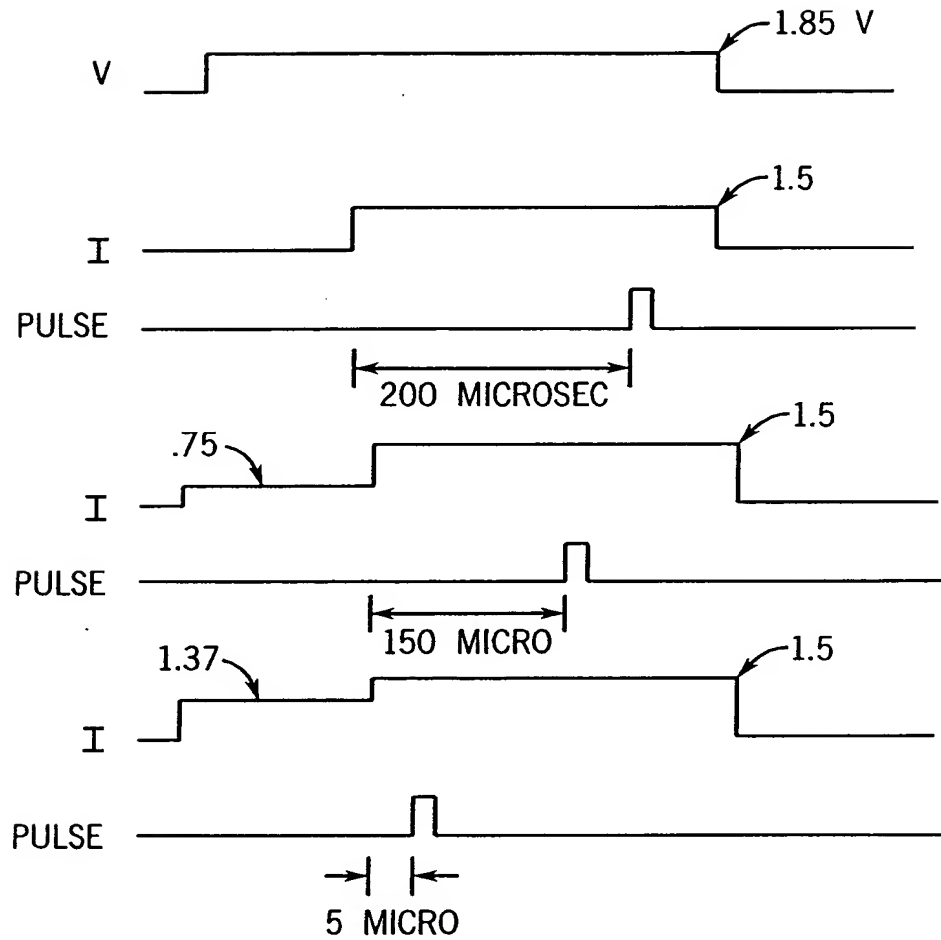 1.85 V
V
1.5
I
PULSE
200 MICROSEC
.75
1.5
I
PULSE
150 MICRO
1.37
1.5
I
PULSE
5 MICRO